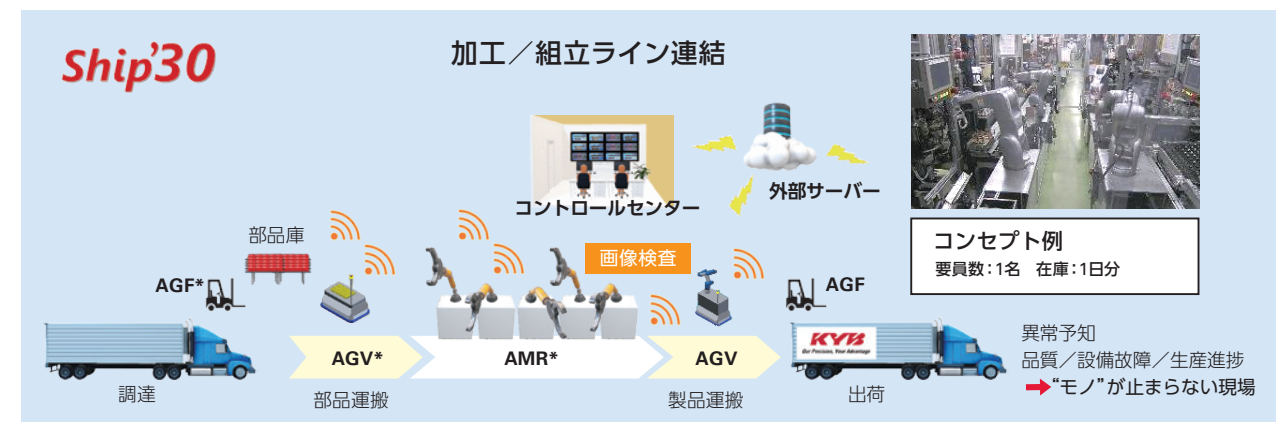 Ship'30
加工／組立ライン連結
コントロールセンター
外部サーバー
コンセプト例
要員数：1名　在庫：1日分
部品庫
画像検査
AGF*
AGF
KYB
Our Precision, Your Advantage
AGV*
AMR*
AGV
調達
部品運搬
製品運搬
出荷
異常予知
品質／設備故障／生産進捗
➡“モノ”が止まらない現場